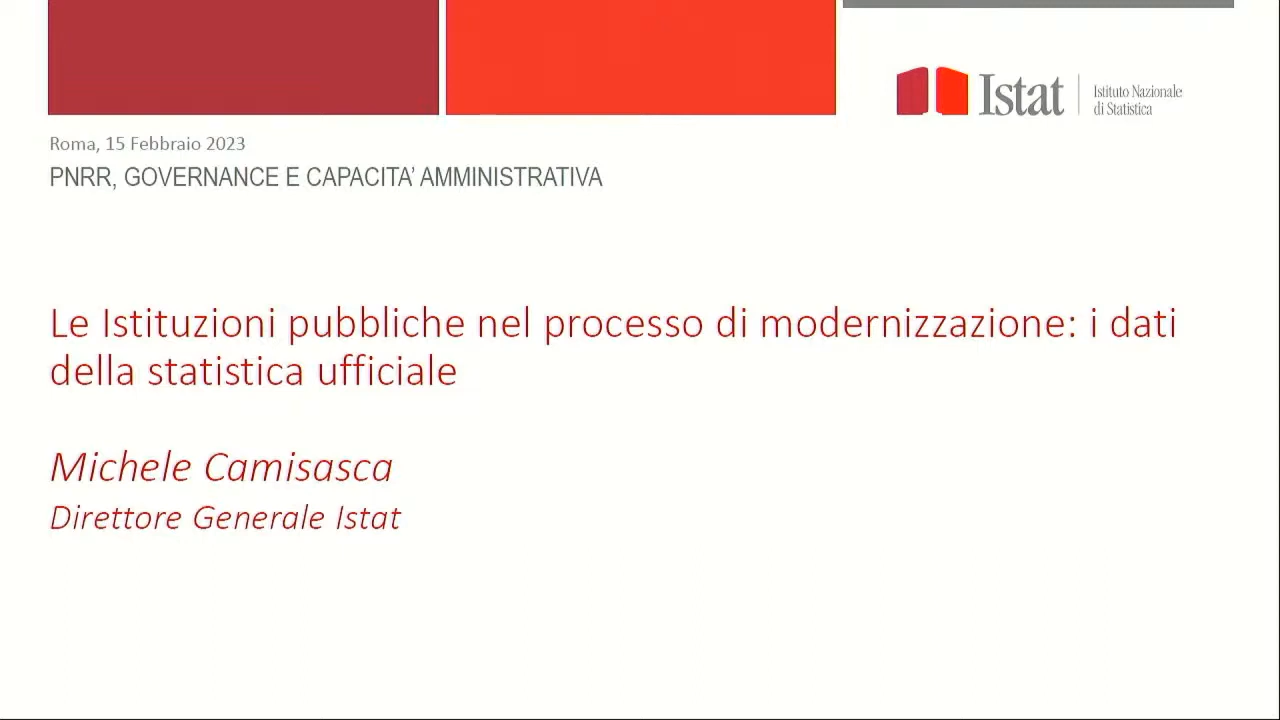 Istat
Istituto Nazionale
di Statistica
Roma, 15 Febbraio 2023
PNRR, GOVERNANCE E CAPACITA’ AMMINISTRATIVA
Le Istituzioni pubbliche nel processo di modernizzazione: i dati
della statistica ufficiale
Michele Camisasca
Direttore Generale Istat